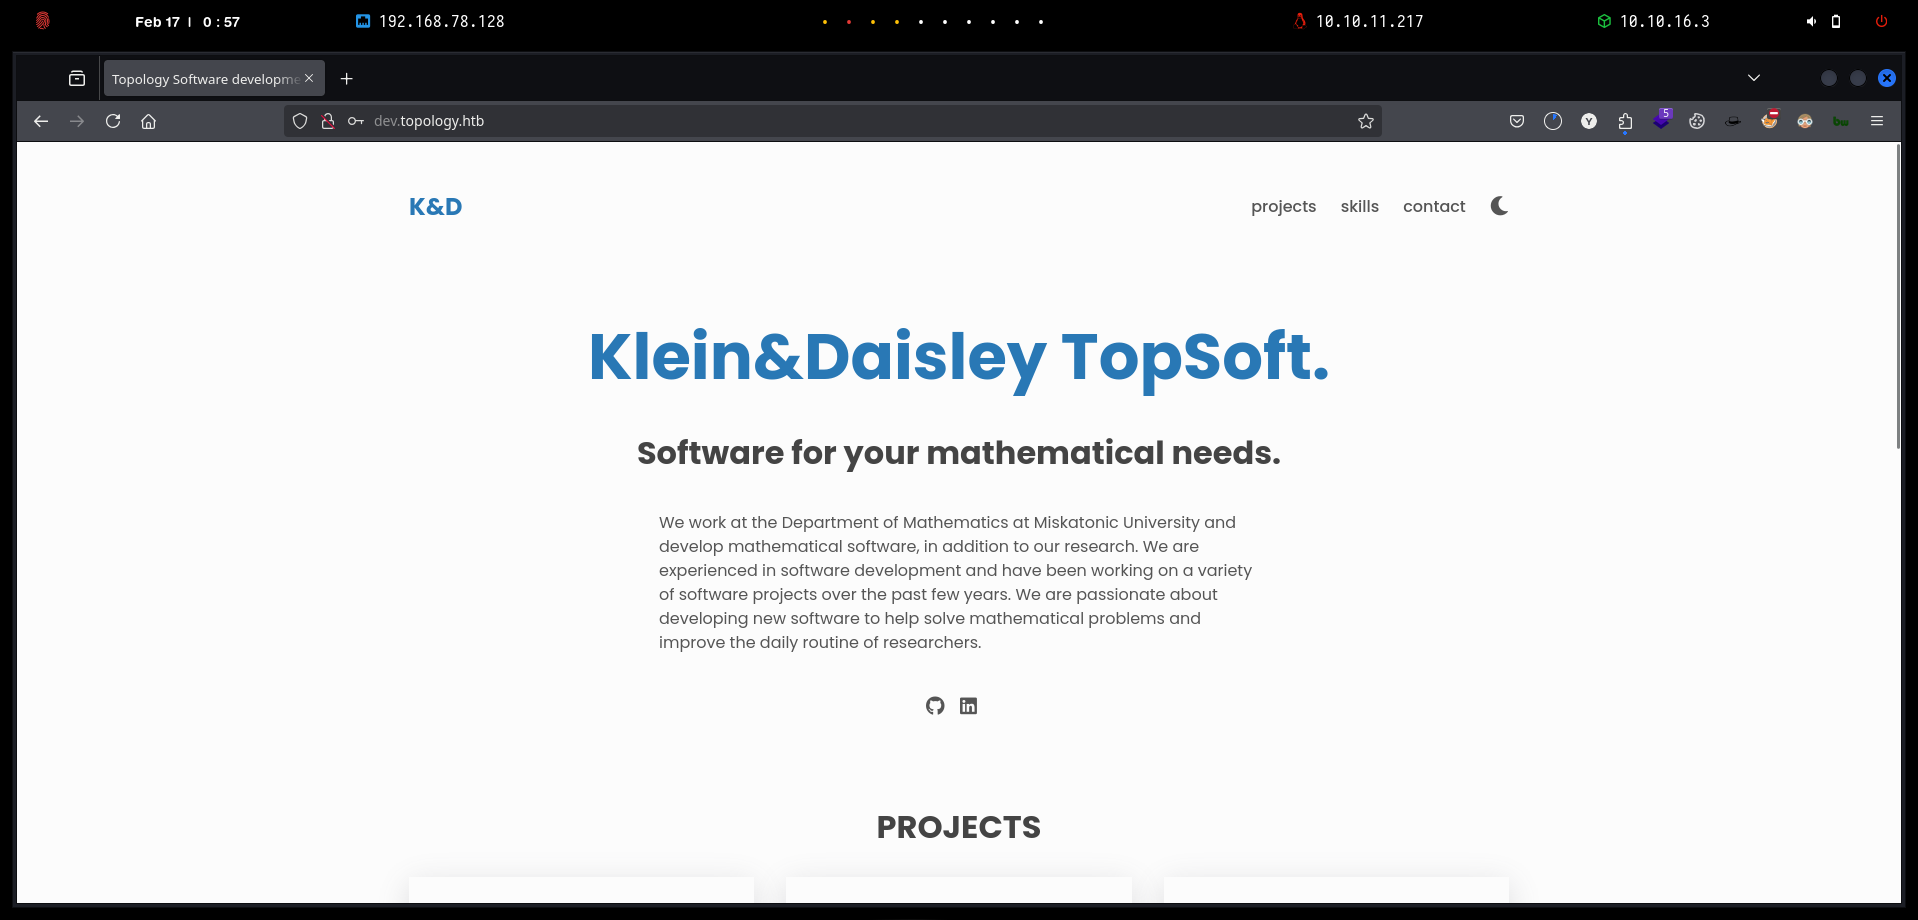 Feb 17 | 0:57 192.168.78.128 10.10.11.217 10.10.16.3
Topology Software developme
dev.topology.htb
Y 5 bw
K&D projects skills contact
Klein&Daisley TopSoft.
Software for your mathematical needs.
We work at the Department of Mathematics at Miskatonic University and
develop mathematical software, in addition to our research. We are
experienced in software development and have been working on a variety
of software projects over the past few years. We are passionate about
developing new software to help solve mathematical problems and
improve the daily routine of researchers.
in
PROJECTS